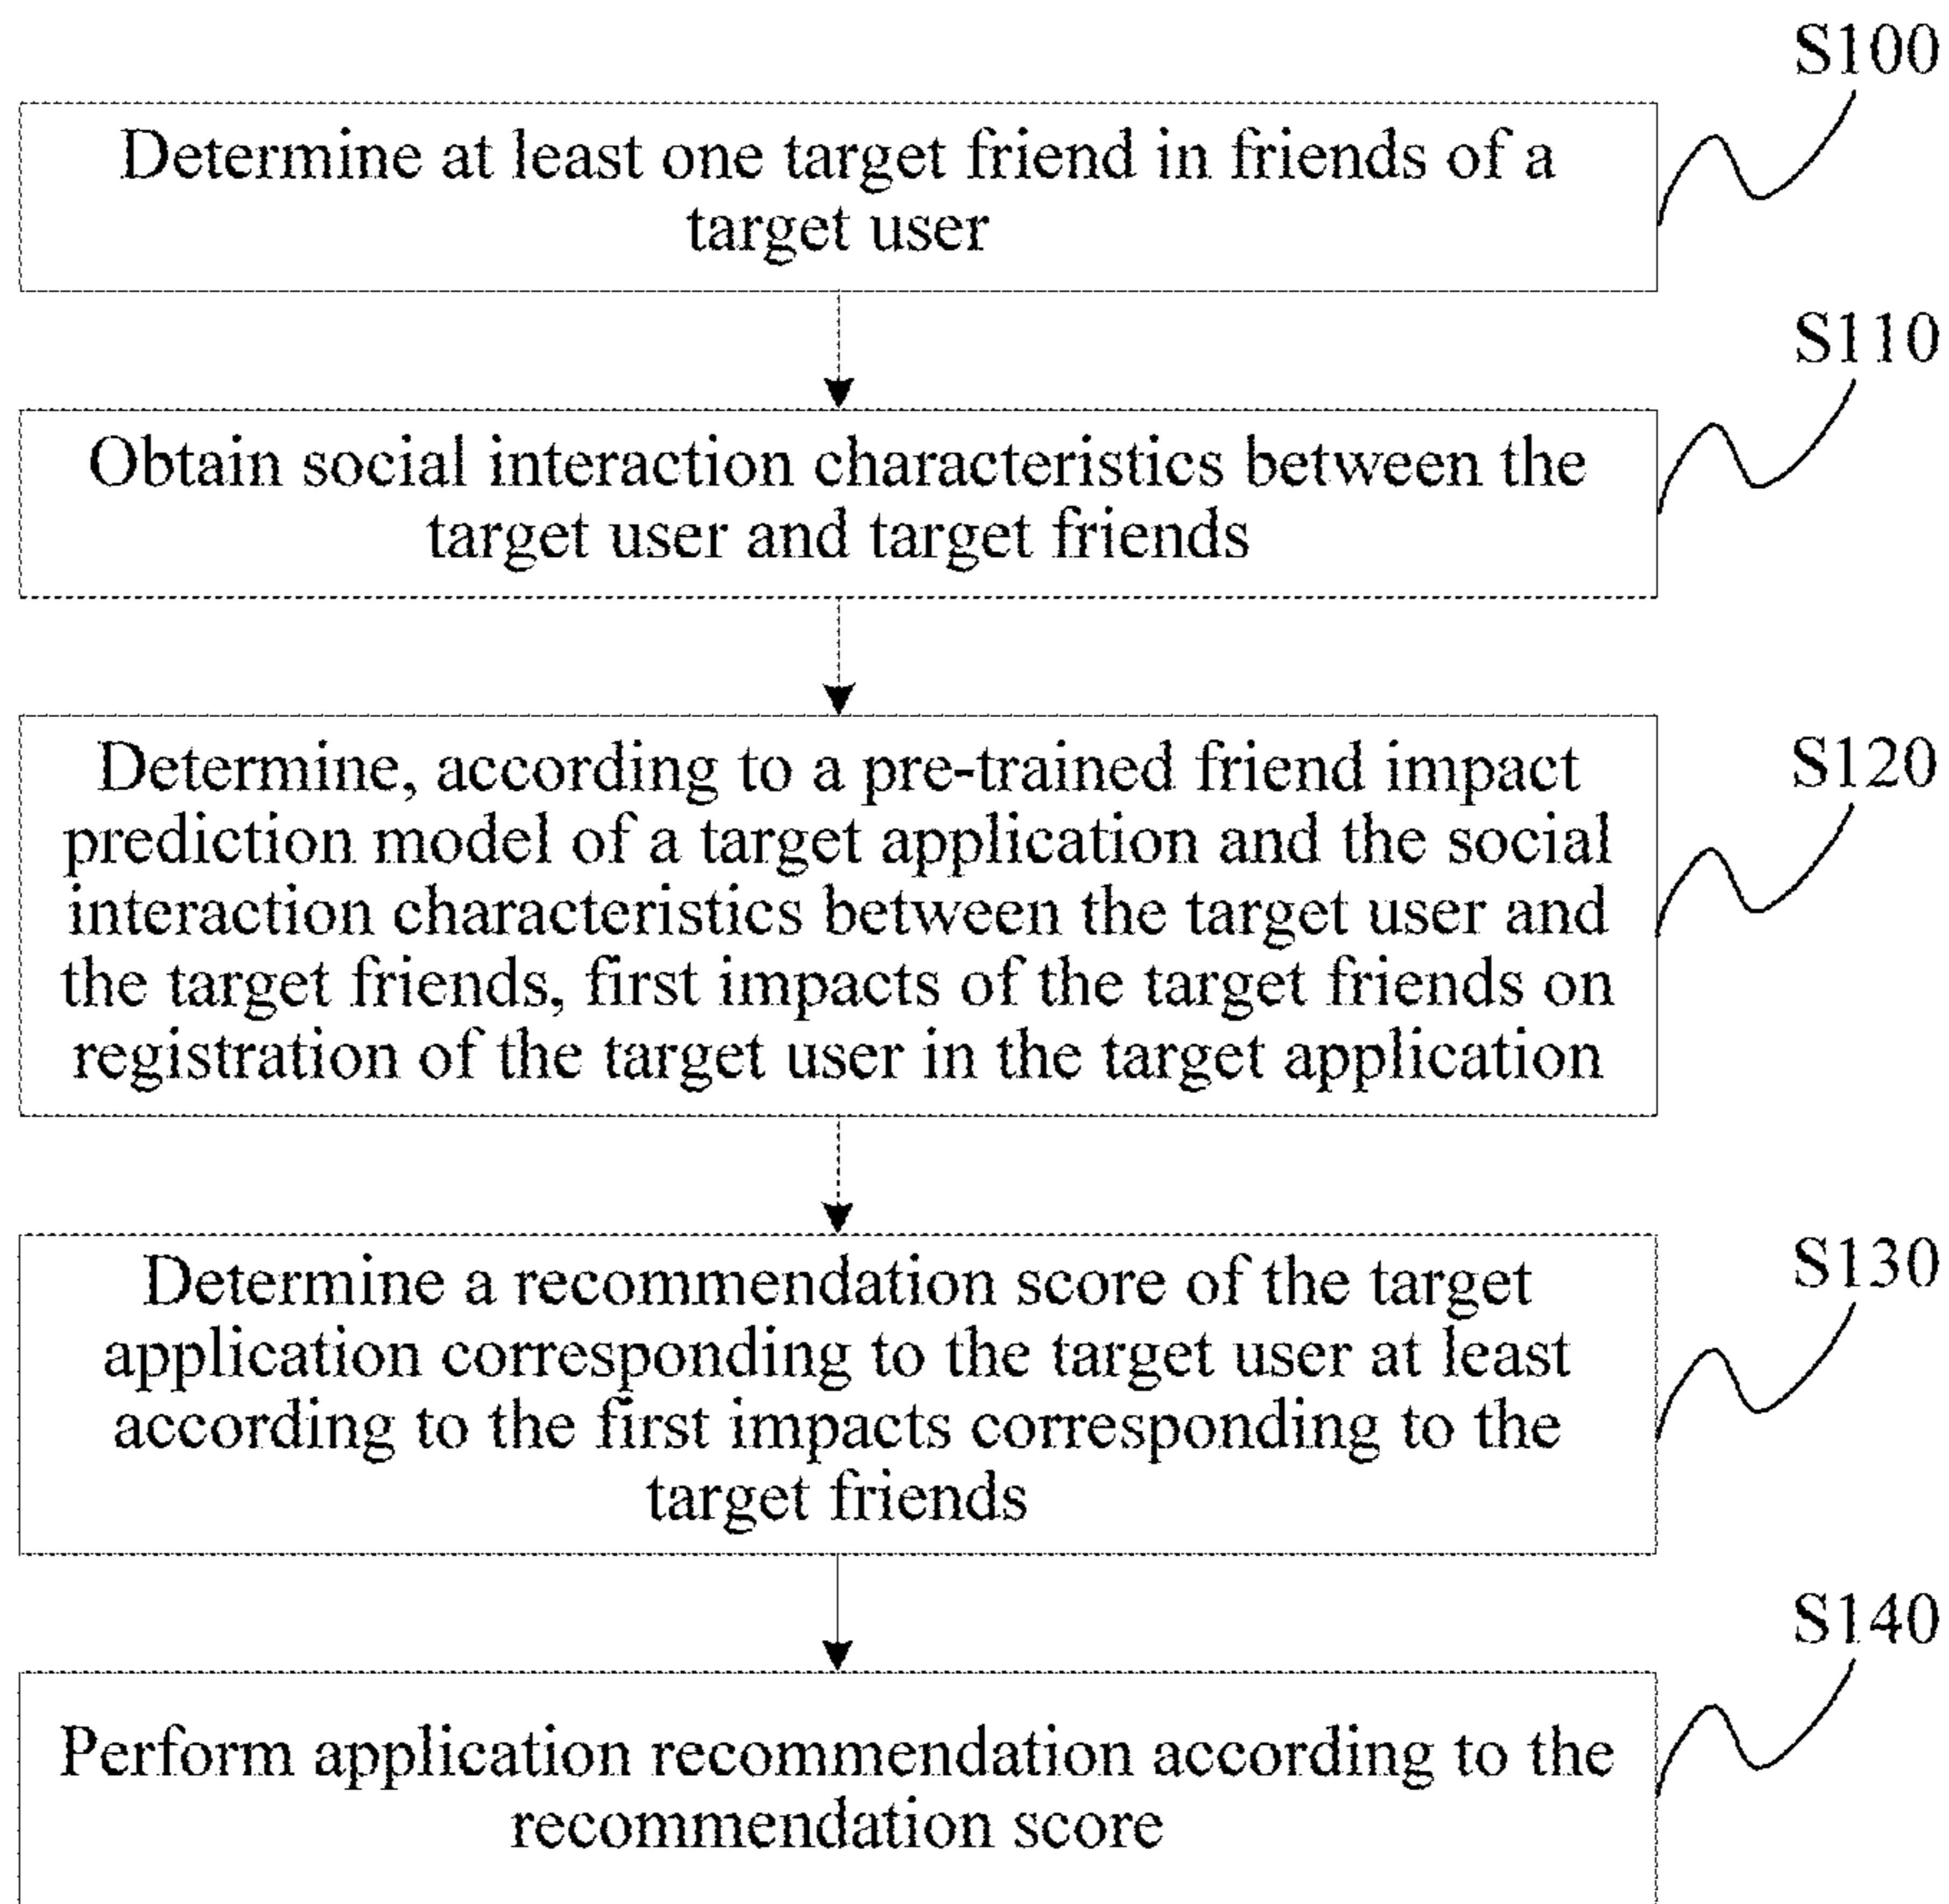 S100
Determine at least one target friend in friends of a
target user
S110
Obtain social interaction characteristics between the
target user and target friends
S120
Determine, according to a pre-trained friend impact
prediction model of a target application and the social
interaction characteristics between the target user and
the target friends, first impacts of the target friends on
registration of the target user in the target application
S130
Determine a recommendation score of the target
application corresponding to the target user at least
according to the first impacts corresponding to the
target friends
S140
Perform application recommendation according to the
recommendation score